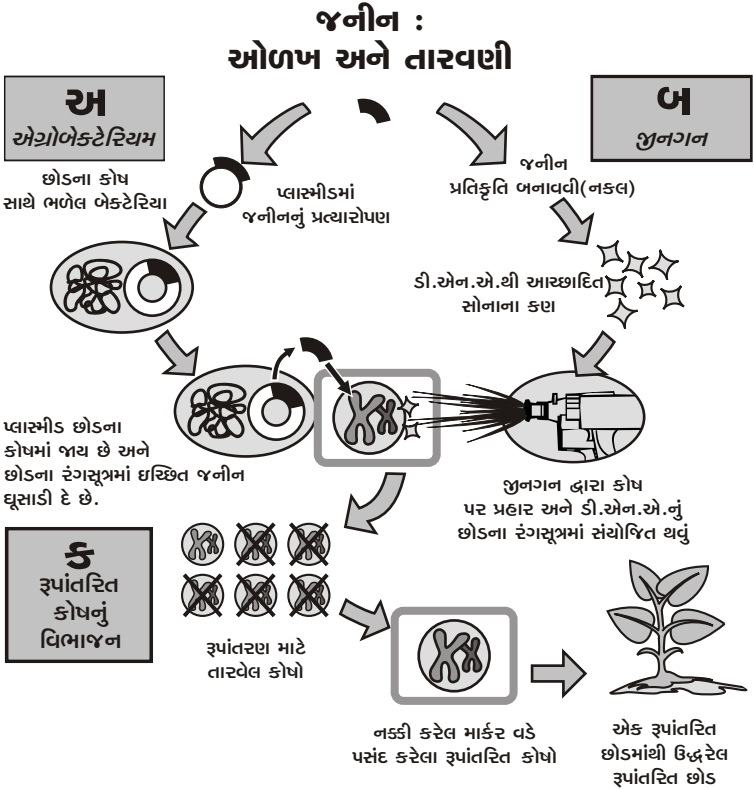 જનીન :
ઓળખ અને તારવણી
અ
એગ્રોબેક્ટેરિયમ
છોડના કોષ
સાથે ભળેલ બેક્ટેરિયા
પ્લાસ્મીડમાં
જનીનનું પ્રત્યારોપણ
બ
જીનગન
જનીન
પ્રતિકૃતિ બનાવવી(નકલ)
ડી.એન.એ.થી આચ્છાદિત
સોનાના કણ
પ્લાસ્મીડ છોડના
કોષમાં જાય છે અને
છોડના રંગસૂત્રમાં ઇચ્છિત જનીન
ઘૂસાડી દે છે.
જીનગન દ્વારા કોષ
પર પ્રહાર અને ડી.એન.એ.નું
છોડના રંગસૂત્રમાં સંયોજિત થવું
ક
રૂપાંતરિત
કોષનું
વિભાજન
રૂપાંતરણ માટે
તારવેલ કોષો
નક્કી કરેલ માર્કર વડે
પસંદ કરેલા રૂપાંતરિત કોષો
એક રૂપાંતરિત
છોડમાંથી ઉદ્ધરેલ
રૂપાંતરિત છોડ